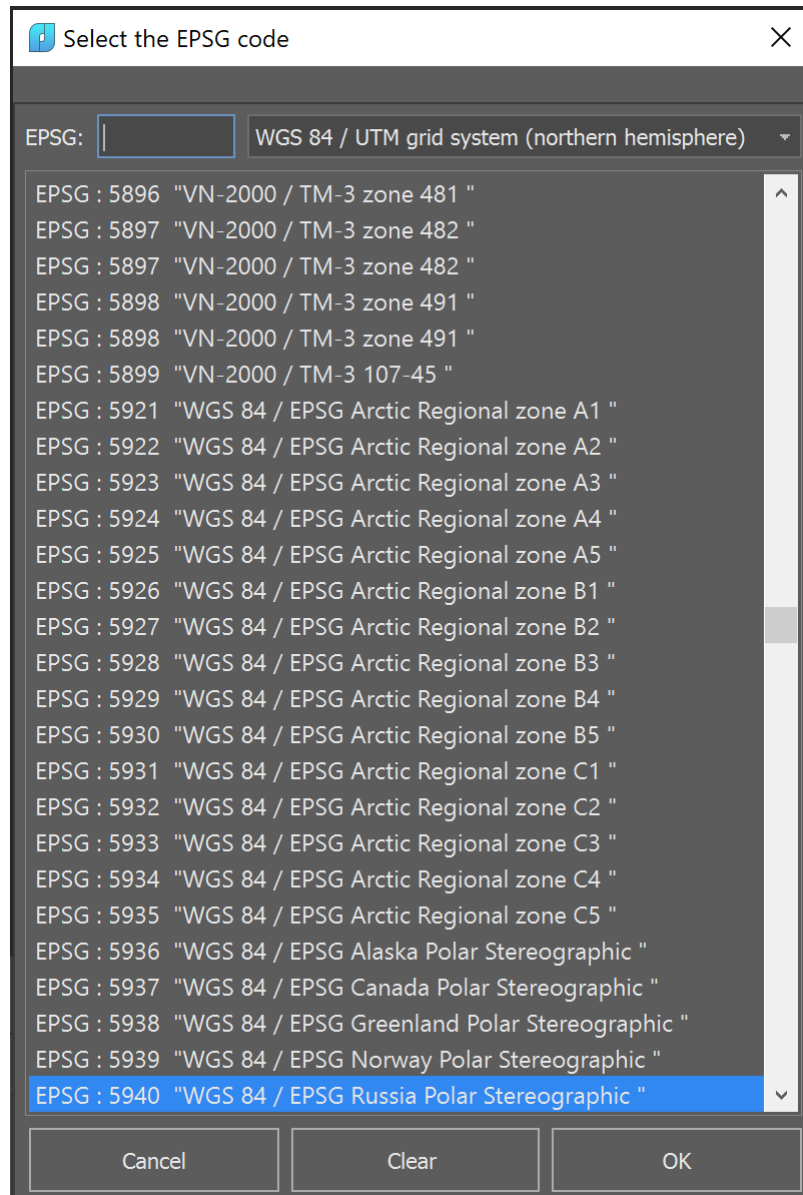 Select the EPSG code
EPSG: WGS 84 / UTM grid system (northern hemisphere)
EPSG : 5896 "VN-2000 / TM-3 zone 481 "
EPSG : 5897 "VN-2000 / TM-3 zone 482 "
EPSG : 5897 "VN-2000 / TM-3 zone 482 "
EPSG : 5898 "VN-2000 / TM-3 zone 491 "
EPSG : 5898 "VN-2000 / TM-3 zone 491 "
EPSG : 5899 "VN-2000 / TM-3 107-45 "
EPSG : 5921 "WGS 84 / EPSG Arctic Regional zone A1 "
EPSG : 5922 "WGS 84 / EPSG Arctic Regional zone A2 "
EPSG : 5923 "WGS 84 / EPSG Arctic Regional zone A3 "
EPSG : 5924 "WGS 84 / EPSG Arctic Regional zone A4 "
EPSG : 5925 "WGS 84 / EPSG Arctic Regional zone A5 "
EPSG : 5926 "WGS 84 / EPSG Arctic Regional zone B1 "
EPSG : 5927 "WGS 84 / EPSG Arctic Regional zone B2 "
EPSG : 5928 "WGS 84 / EPSG Arctic Regional zone B3 "
EPSG : 5929 "WGS 84 / EPSG Arctic Regional zone B4 "
EPSG : 5930 "WGS 84 / EPSG Arctic Regional zone B5 "
EPSG : 5931 "WGS 84 / EPSG Arctic Regional zone C1 "
EPSG : 5932 "WGS 84 / EPSG Arctic Regional zone C2 "
EPSG : 5933 "WGS 84 / EPSG Arctic Regional zone C3 "
EPSG : 5934 "WGS 84 / EPSG Arctic Regional zone C4 "
EPSG : 5935 "WGS 84 / EPSG Arctic Regional zone C5 "
EPSG : 5936 "WGS 84 / EPSG Alaska Polar Stereographic "
EPSG : 5937 "WGS 84 / EPSG Canada Polar Stereographic "
EPSG : 5938 "WGS 84 / EPSG Greenland Polar Stereographic "
EPSG : 5939 "WGS 84 / EPSG Norway Polar Stereographic "
EPSG : 5940 "WGS 84 / EPSG Russia Polar Stereographic "
Cancel Clear OK